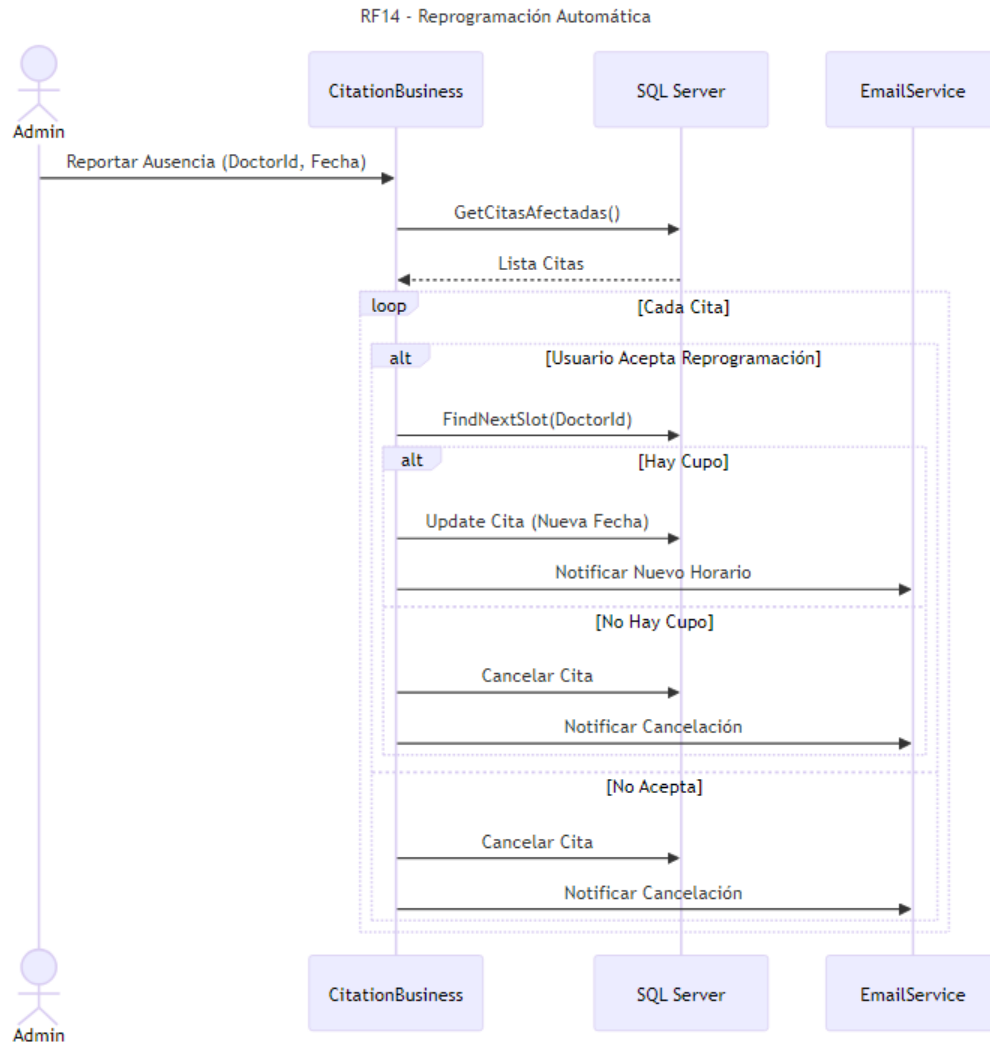 RF14 - Reprogramación Automática
Admin
CitationBusiness
SQL Server
EmailService
Reportar Ausencia (DoctorId, Fecha)
GetCitasAfectadas()
Lista Citas
loop
[Cada Cita]
alt
[Usuario Acepta Reprogramación]
FindNextSlot(DoctorId)
alt
[Hay Cupo]
Update Cita (Nueva Fecha)
Notificar Nuevo Horario
[No Hay Cupo]
Cancelar Cita
Notificar Cancelación
[No Acepta]
Cancelar Cita
Notificar Cancelación
Admin
CitationBusiness
SQL Server
EmailService